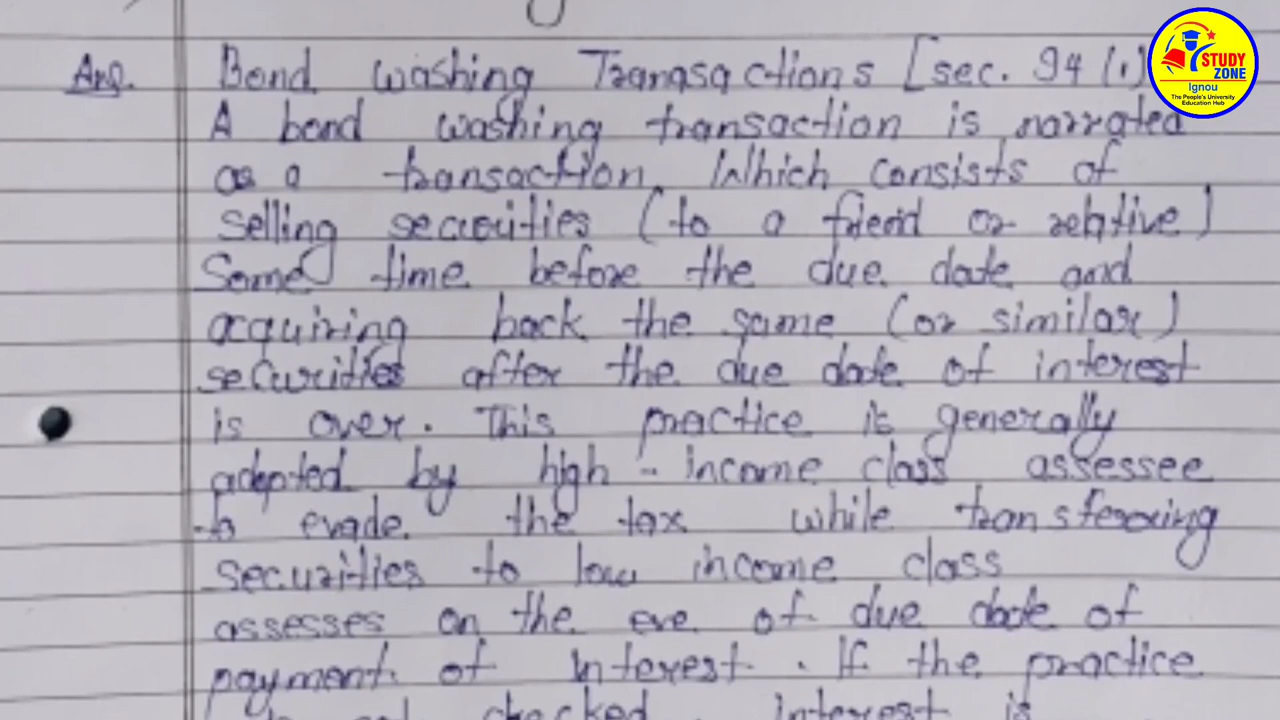 Ans. Bond washing Transactions [sec. 94 (1)
A bond washing transaction is narrated
as a transaction Which consists of
selling securities (to a friend or relative)
Some time before the due date and
acquiring back the same (or similar)
securities after the due date of interest
is over. This practice is generally
adopted by high - income class assessee
to evade the tax while transferring
securities to low income class
assesses on the eve of due date of
payment of interest. If the practice
checked, interest is
STUDY
ZONE
Ignou
The People's University
Education Hub